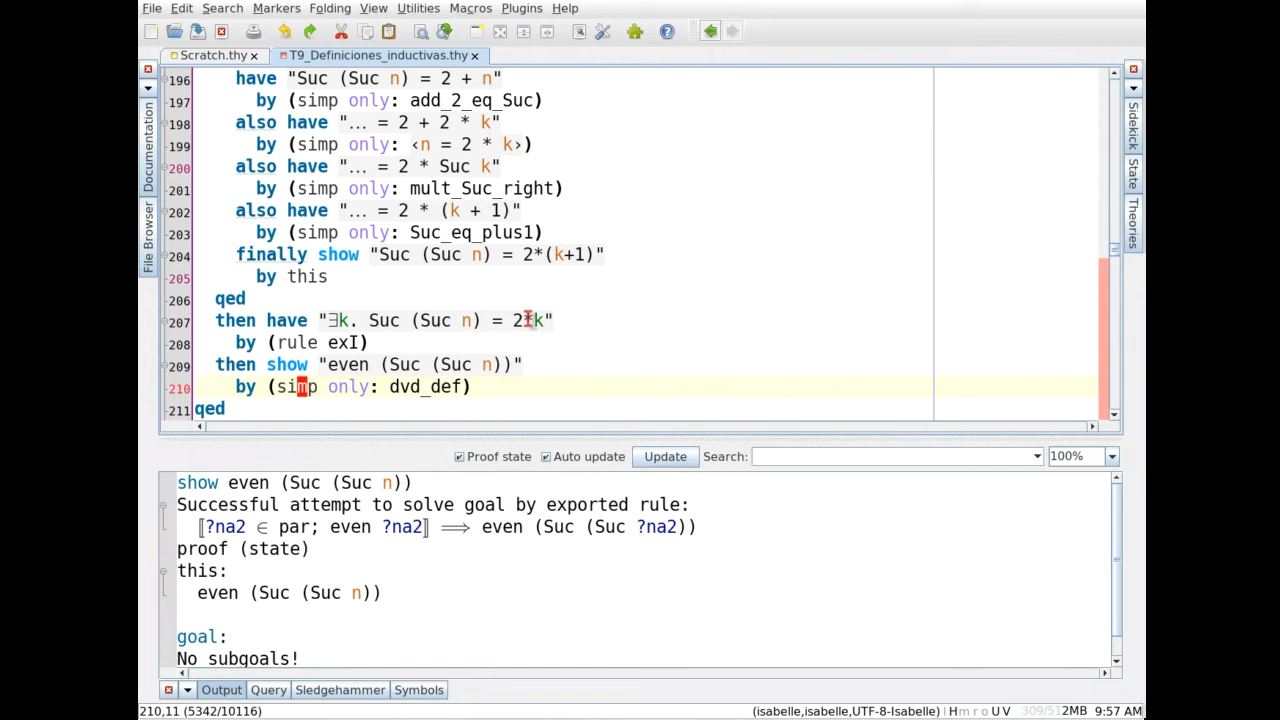 File Edit Search Markers Folding View Utilities Macros Plugins Help
Scratch.thy T9_Definiciones_inductivas.thy
196 have "Suc (Suc n) = 2 + n"
197 by (simp only: add_2_eq_Suc)
198 also have "... = 2 + 2 * k"
199 by (simp only: ‹n = 2 * k›)
200 also have "... = 2 * Suc k"
201 by (simp only: mult_Suc_right)
202 also have "... = 2 * (k + 1)"
203 by (simp only: Suc_eq_plus1)
204 finally show "Suc (Suc n) = 2*(k+1)"
205 by this
206 qed
207 then have "∃k. Suc (Suc n) = 2*k"
208 by (rule exI)
209 then show "even (Suc (Suc n))"
210 by (simp only: dvd_def)
211 qed
Documentation
File Browser
Sidekick
State
Theories
Proof state Auto update Update Search: 100%
show even (Suc (Suc n))
Successful attempt to solve goal by exported rule:
⟦?na2 ∈ par; even ?na2⟧ ⟹ even (Suc (Suc ?na2))
proof (state)
this:
even (Suc (Suc n))
goal:
No subgoals!
Output Query Sledgehammer Symbols
210,11 (5342/10116) (isabelle,isabelle,UTF-8-Isabelle) | H m r o U V 309/512MB 9:57 AM